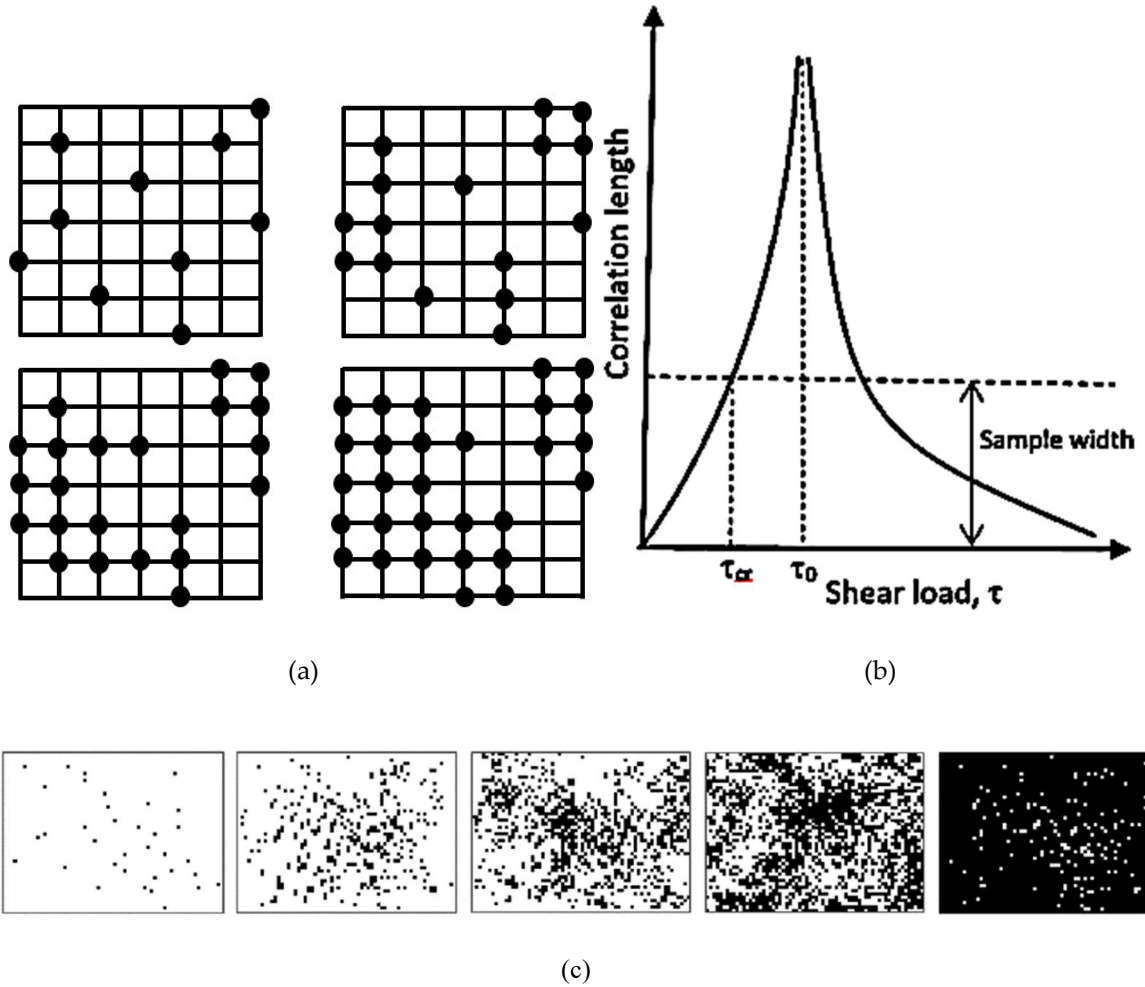 Correlation length
Sample width
τcr τ0
Shear load, τ
(a)
(b)
(c)